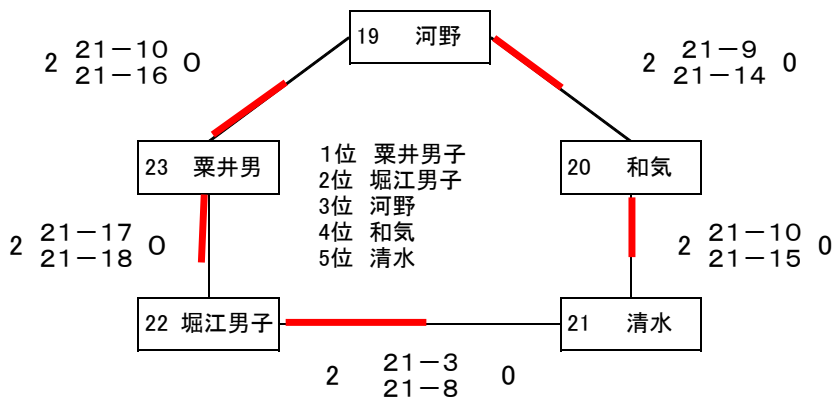 19 河野
2 21－10 0
21－16
2 21－9 0
21－14
23 粟井男
20 和気
1位 粟井男子
2位 堀江男子
3位 河野
4位 和気
5位 清水
2 21－17 0
21－18
2 21－10 0
21－15
22 堀江男子
21 清水
2 21－3 0
21－8